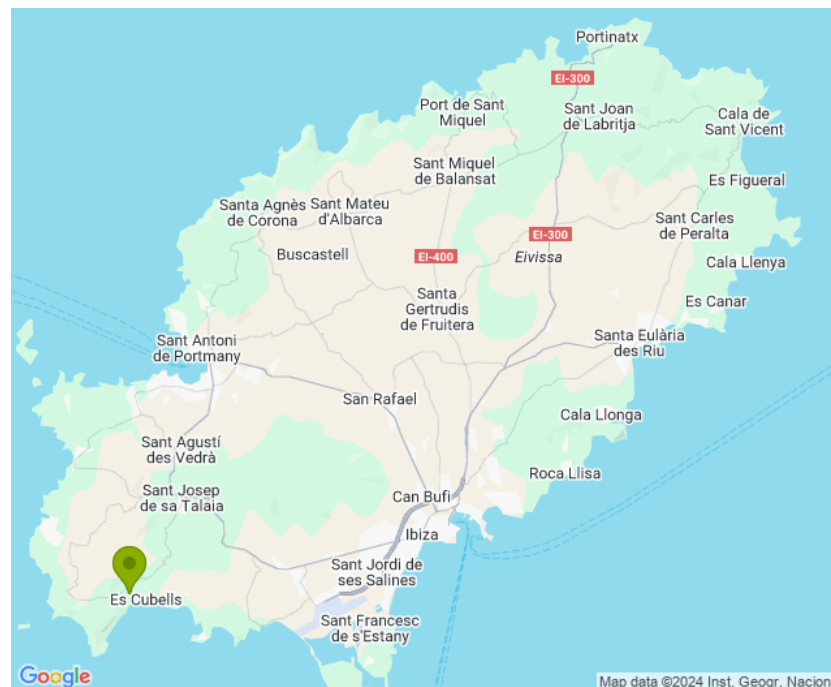 Portinatx
EI-300
Port de Sant
Miquel
Sant Joan
de Labritja
Cala de
Sant Vicent
Sant Miquel
de Balansat
Es Figueral
Santa Agnès
de Corona
Sant Mateu
d'Albarca
Sant Carles
de Peralta
EI-300
Buscastell
EI-400
Eivissa
Cala Llenya
Santa
Gertrudis
de Fruitera
Es Canar
Sant Antoni
de Portmany
Santa Eulària
des Riu
San Rafael
Cala Llonga
Sant Agustí
des Vedrà
Roca Llisa
Sant Josep
de sa Talaia
Can Bufi
Ibiza
Sant Jordi de
ses Salines
Es Cubells
Sant Francesc
de s'Estany
Google
Map data ©2024 Inst. Geogr. Nacion